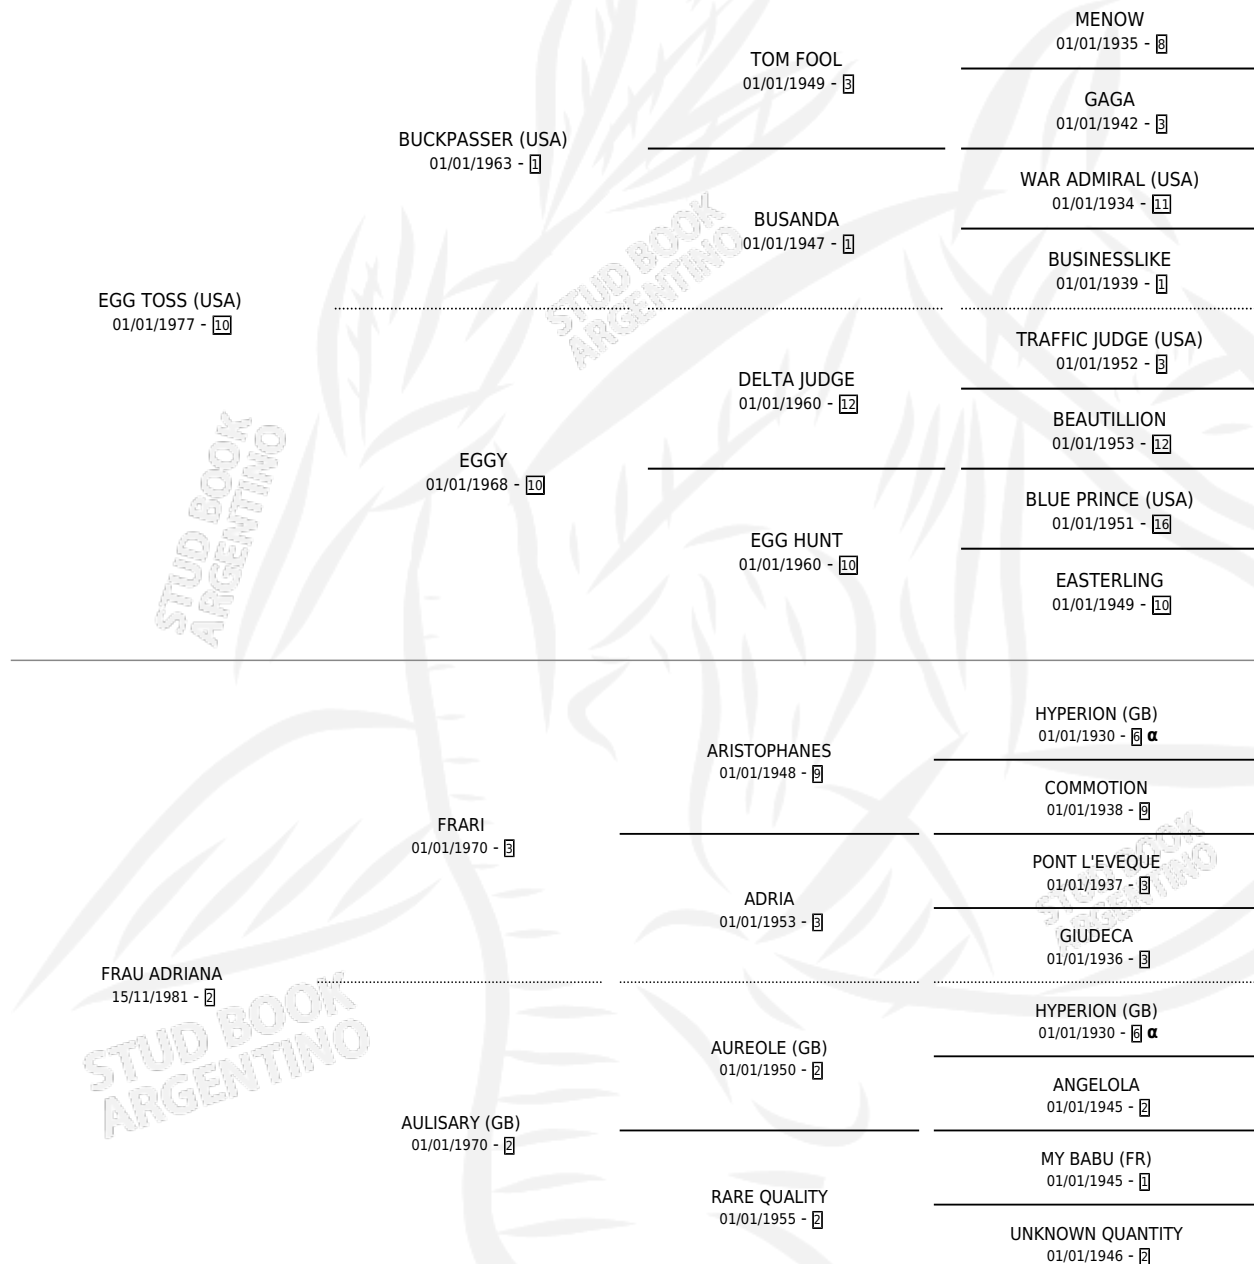 MENOW
01/01/1935 - 8
TOM FOOL
01/01/1949 - 3
GAGA
01/01/1942 - 3
BUCKPASSER (USA)
01/01/1963 - 1
WAR ADMIRAL (USA)
01/01/1934 - 11
BUSANDA
01/01/1947 - 1
BUSINESSLIKE
01/01/1939 - 1
EGG TOSS (USA)
01/01/1977 - 10
TRAFFIC JUDGE (USA)
01/01/1952 - 3
DELTA JUDGE
01/01/1960 - 12
BEAUTILLION
01/01/1953 - 12
EGGY
01/01/1968 - 10
BLUE PRINCE (USA)
01/01/1951 - 16
EGG HUNT
01/01/1960 - 10
EASTERLING
01/01/1949 - 10
HYPERION (GB)
01/01/1930 - 6 α
ARISTOPHANES
01/01/1948 - 9
COMMOTION
01/01/1938 - 9
FRARI
01/01/1970 - 3
PONT L'EVEQUE
01/01/1937 - 3
ADRIA
01/01/1953 - 3
GIUDECA
01/01/1936 - 3
FRAU ADRIANA
15/11/1981 - 2
HYPERION (GB)
01/01/1930 - 6 α
AUREOLE (GB)
01/01/1950 - 2
ANGELOLA
01/01/1945 - 2
AULISARY (GB)
01/01/1970 - 2
MY BABU (FR)
01/01/1945 - 1
RARE QUALITY
01/01/1955 - 2
UNKNOWN QUANTITY
01/01/1946 - 2
STUD BOOK
ARGENTINO
STUD BOOK
ARGENTINO
STUD BOOK
ARGENTINO
STUD BOOK
ARGENTINO